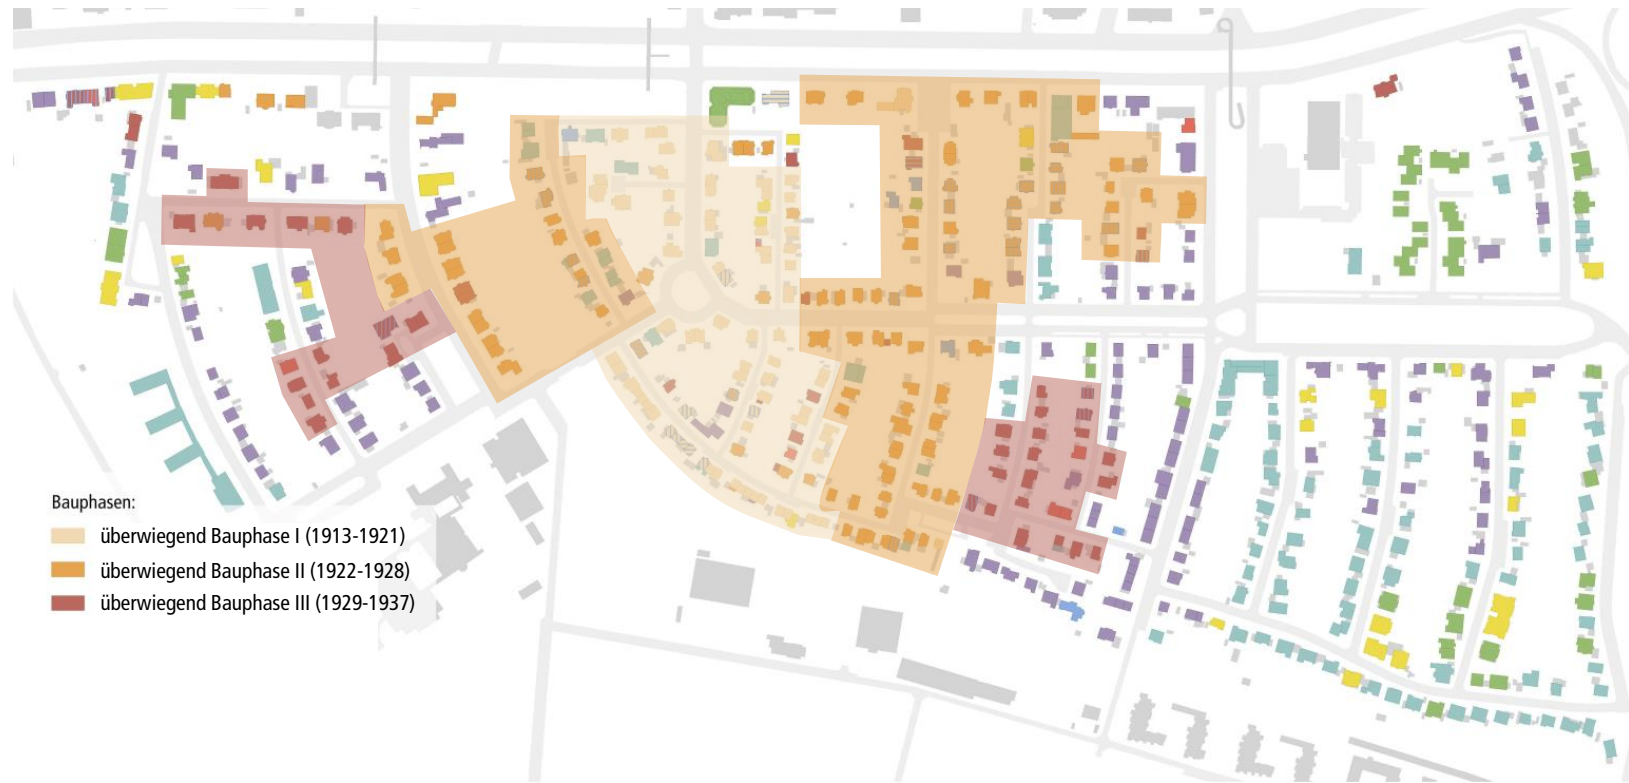 Bauphasen:
überwiegend Bauphase I (1913-1921)
überwiegend Bauphase II (1922-1928)
überwiegend Bauphase III (1929-1937)